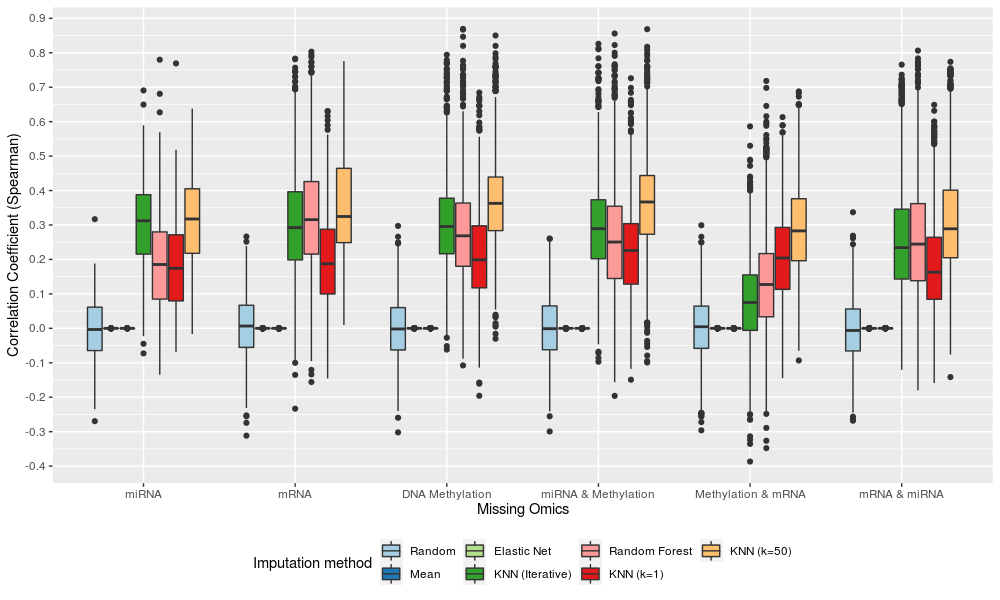 Correlation Coefficient (Spearman)
0.9
0.8
0.7
0.6
0.5
0.4
0.3
0.2
0.1
0.0
-0.1
-0.2
-0.3
-0.4
miRNA mRNA DNA Methylation miRNA & Methylation Methylation & mRNA mRNA & miRNA
Missing Omics
Imputation method
Random Elastic Net Random Forest KNN (k=50)
Mean KNN (Iterative) KNN (k=1)